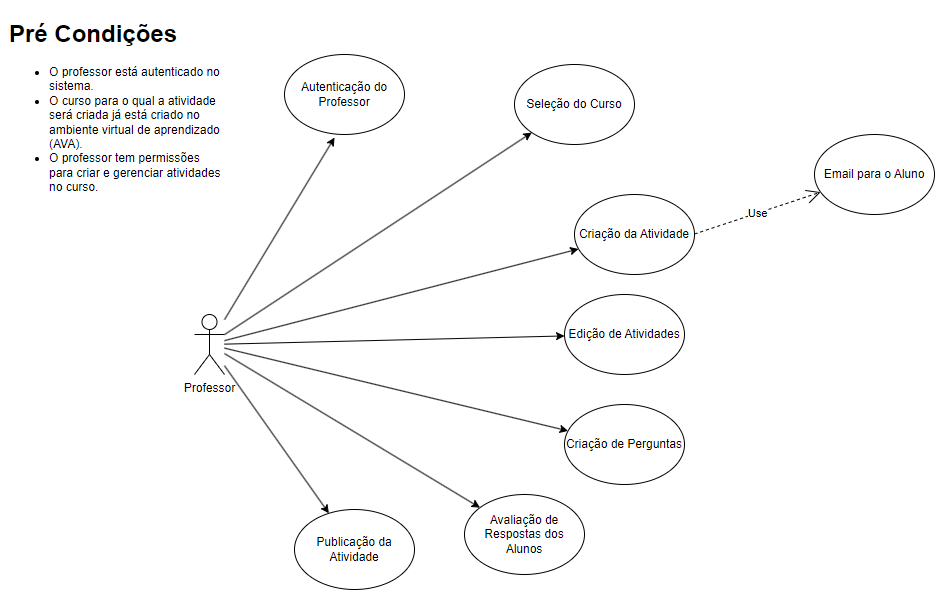 Pré Condições
O professor está autenticado no
sistema.
O curso para o qual a atividade
será criada já está criado no
ambiente virtual de aprendizado
(AVA).
O professor tem permissões
para criar e gerenciar atividades
no curso.
Autenticação do
Professor
Seleção do Curso
Email para o Aluno
Use
Criação da Atividade
Edição de Atividades
Professor
Criação de Perguntas
Avaliação de
Respostas dos
Alunos
Publicação da
Atividade